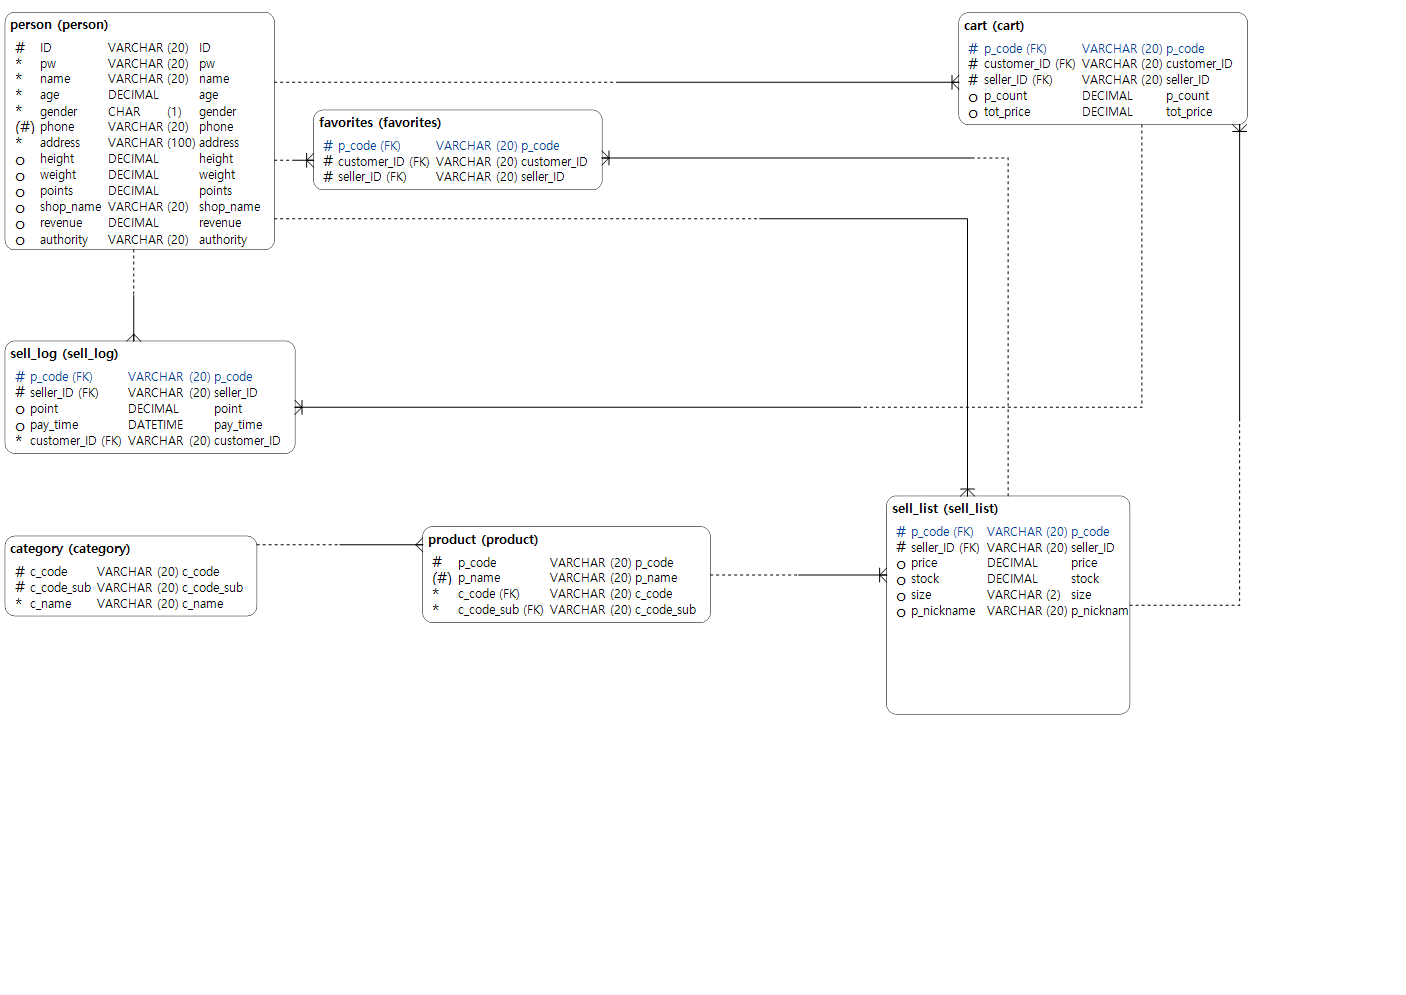 person (person)
# ID VARCHAR (20) ID
* pw VARCHAR (20) pw
* name VARCHAR (20) name
* age DECIMAL age
* gender CHAR (1) gender
(#) phone VARCHAR (20) phone
* address VARCHAR (100) address
o height DECIMAL height
o weight DECIMAL weight
o points DECIMAL points
o shop_name VARCHAR (20) shop_name
o revenue DECIMAL revenue
o authority VARCHAR (20) authority
favorites (favorites)
# p_code (FK) VARCHAR (20) p_code
# customer_ID (FK) VARCHAR (20) customer_ID
# seller_ID (FK) VARCHAR (20) seller_ID
cart (cart)
# p_code (FK) VARCHAR (20) p_code
# customer_ID (FK) VARCHAR (20) customer_ID
# seller_ID (FK) VARCHAR (20) seller_ID
o p_count DECIMAL p_count
o tot_price DECIMAL tot_price
sell_log (sell_log)
# p_code (FK) VARCHAR (20) p_code
# seller_ID (FK) VARCHAR (20) seller_ID
o point DECIMAL point
o pay_time DATETIME pay_time
* customer_ID (FK) VARCHAR (20) customer_ID
category (category)
# c_code VARCHAR (20) c_code
# c_code_sub VARCHAR (20) c_code_sub
* c_name VARCHAR (20) c_name
product (product)
# p_code VARCHAR (20) p_code
(#) p_name VARCHAR (20) p_name
* c_code (FK) VARCHAR (20) c_code
* c_code_sub (FK) VARCHAR (20) c_code_sub
sell_list (sell_list)
# p_code (FK) VARCHAR (20) p_code
# seller_ID (FK) VARCHAR (20) seller_ID
o price DECIMAL price
o stock DECIMAL stock
o size VARCHAR (2) size
o p_nickname VARCHAR (20) p_nicknam